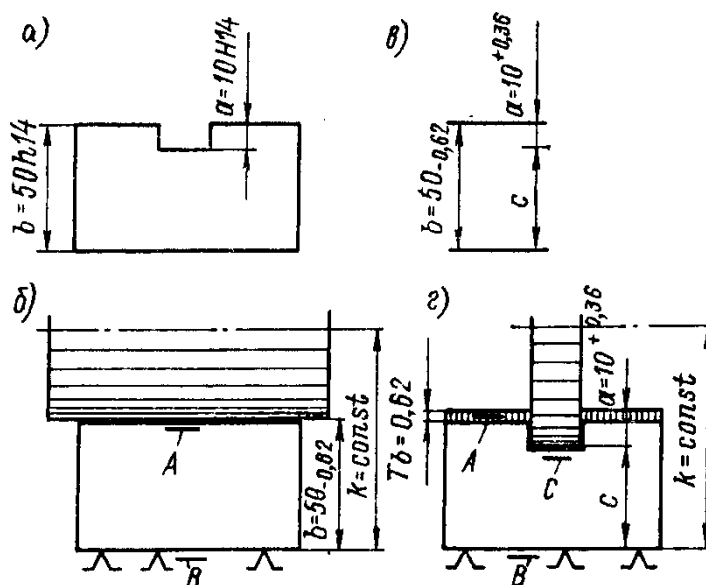 а)
b=50h14
a=10H14
в)
b=50-0,62
c
a=10+0,36
б)
A
B
b=50-0,62
k=const
г)
Tb=0,62
A
C
B
c
a=10+0,36
k=const